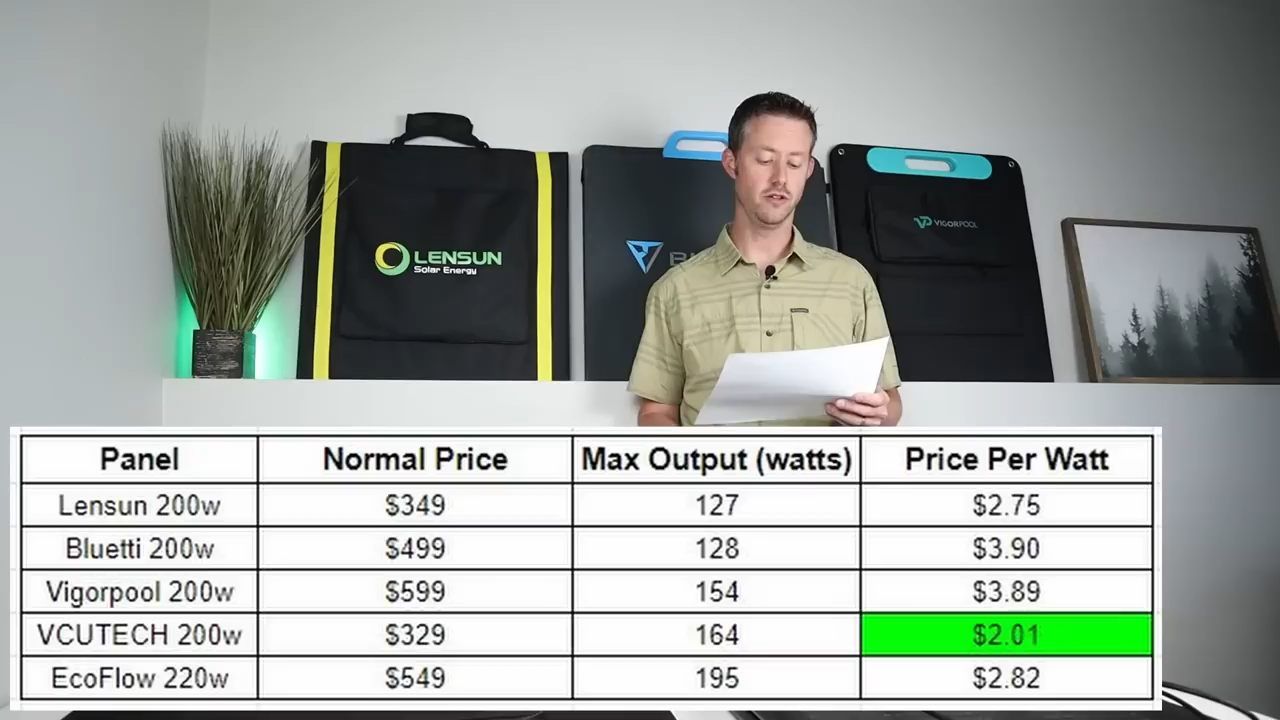 LENSUN
Solar Energy
VIGORPOOL
Panel Normal Price Max Output (watts) Price Per Watt
Lensun 200w $349 127 $2.75
Bluetti 200w $499 128 $3.90
Vigorpool 200w $599 154 $3.89
VCUTECH 200w $329 164 $2.01
EcoFlow 220w $549 195 $2.82